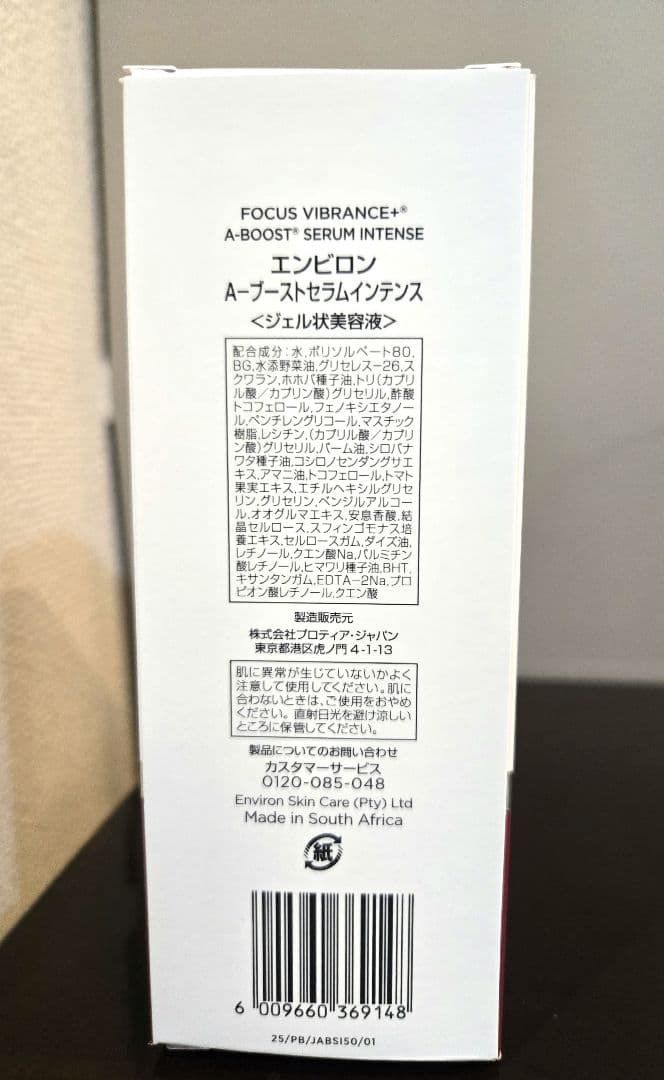 FOCUS VIBRANCE+®
A-BOOST® SERUM INTENSE
エンビロン
A−ブーストセラムインテンス
＜ジェル状美容液＞
配合成分：水,ポリソルベート80,
BG,水添野菜油,グリセレス−26,ス
クワラン,ホホバ種子油,トリ(カプリ
ル酸／カプリン酸)グリセリル,酢酸
トコフェロール,フェノキシエタノー
ル,ペンチレングリコール,マスチック
樹脂,レシチン,(カプリル酸／カプリ
ン酸)グリセリル,パーム油,シロバナ
ワタ種子油,コシロノセンダングサエ
キス,アマニ油,トコフェロール,トマト
果実エキス,エチルヘキシルグリセ
リン,グリセリン,ベンジルアルコー
ル,オオグルマエキス,安息香酸,結
晶セルロース,スフィンゴモナス培
養エキス,セルロースガム,ダイズ油,
レチノール,クエン酸Na,パルミチン
酸レチノール,ヒマワリ種子油,BHT,
キサンタンガム,EDTA−2Na,プロ
ピオン酸レチノール,クエン酸
製造販売元
株式会社プロティア・ジャパン
東京都港区虎ノ門 4-1-13
肌に異常が生じていないかよく
注意して使用してください。肌に
合わないときは、ご使用をおやめ
ください。直射日光を避け涼しい
ところに保管してください。
製品についてのお問い合わせ
カスタマーサービス
0120-085-048
Environ Skin Care (Pty) Ltd
Made in South Africa
紙
6 009660 369148
25/PB/JABSI50/01